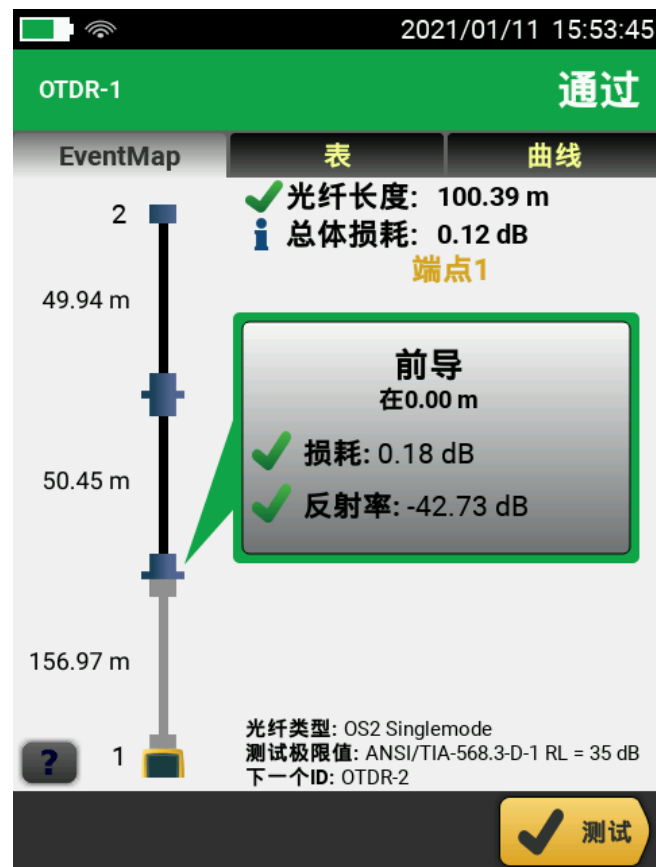 2021/01/11 15:53:45
OTDR-1 通过
EventMap 表 曲线
光纤长度: 100.39 m
总体损耗: 0.12 dB
端点1
2
49.94 m
前导
在0.00 m
损耗: 0.18 dB
反射率: -42.73 dB
50.45 m
156.97 m
1
光纤类型: OS2 Singlemode
测试极限值: ANSI/TIA-568.3-D-1 RL = 35 dB
下一个ID: OTDR-2
?
测试